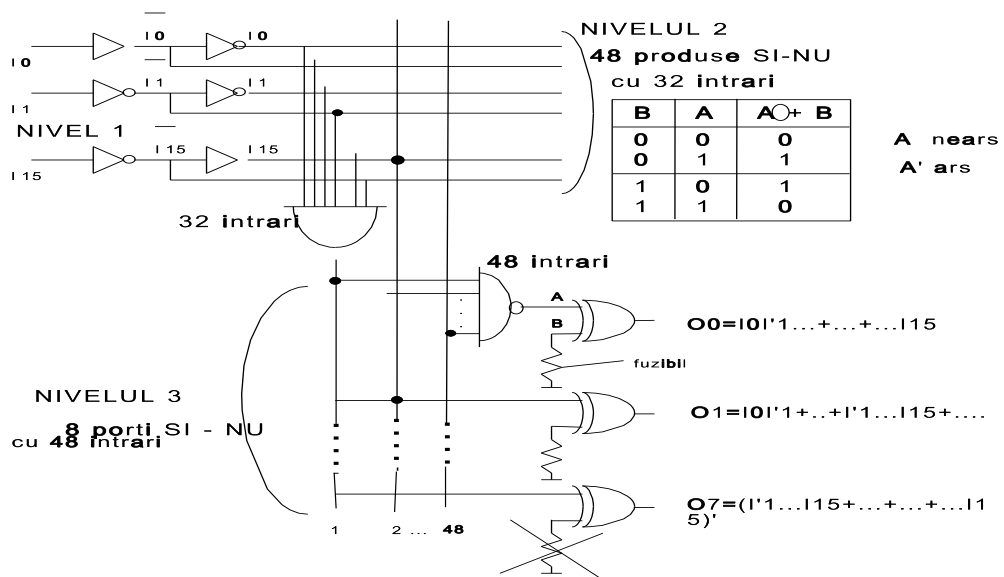 I0
I0
I0
I1
I1
NIVEL 1
I15
I15
I15
32 intrari
NIVELUL 2
48 produse SI-NU
cu 32 intrari
B A A + B
0 0 0
0 1 1
1 0 1
1 1 0
A nears
A' ars
48 intrari
A
B
fuzibil
O0=I0I'1...+...+...I15
NIVELUL 3
8 porti SI - NU
cu 48 intrari
O1=I0I'1+..+I'1...I15+....
O7=(I'1...I15+...+...+...I1
5)'
1 2 ... 48